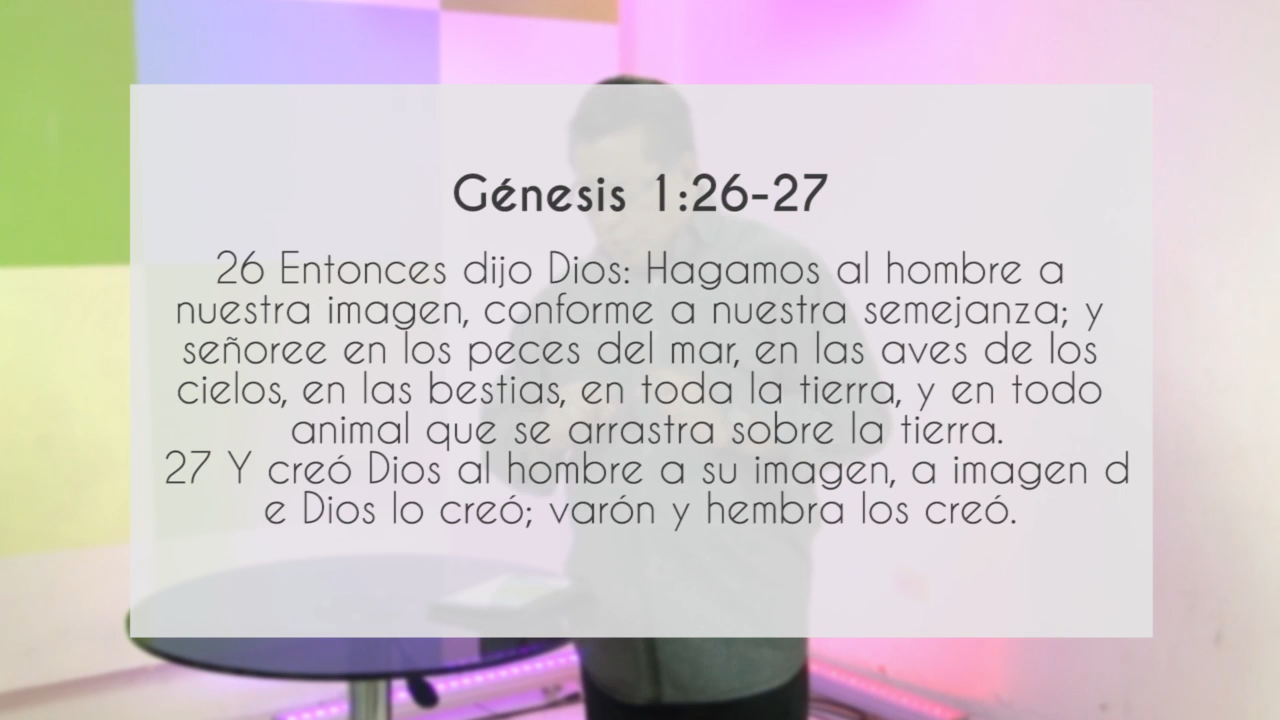 Génesis 1:26-27
26 Entonces dijo Dios: Hagamos al hombre a
nuestra imagen, conforme a nuestra semejanza; y
señoree en los peces del mar, en las aves de los
cielos, en las bestias, en toda la tierra, y en todo
animal que se arrastra sobre la tierra.
27 Y creó Dios al hombre a su imagen, a imagen d
e Dios lo creó; varón y hembra los creó.